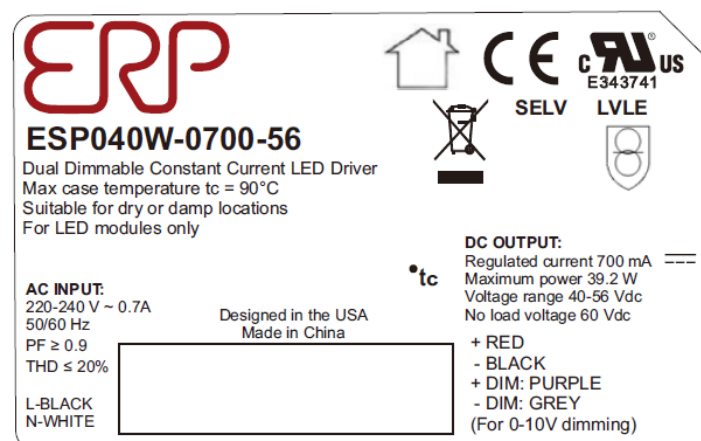 ERP
CE
c RU ® US
E343741
SELV LVLE
ESP040W-0700-56
Dual Dimmable Constant Current LED Driver
Max case temperature tc = 90°C
Suitable for dry or damp locations
For LED modules only
•tc
AC INPUT:
220-240 V ~ 0.7A
50/60 Hz
PF ≥ 0.9
THD ≤ 20%
L-BLACK
N-WHITE
Designed in the USA
Made in China
DC OUTPUT:
Regulated current 700 mA
Maximum power 39.2 W
Voltage range 40-56 Vdc
No load voltage 60 Vdc
+ RED
- BLACK
+ DIM: PURPLE
- DIM: GREY
(For 0-10V dimming)